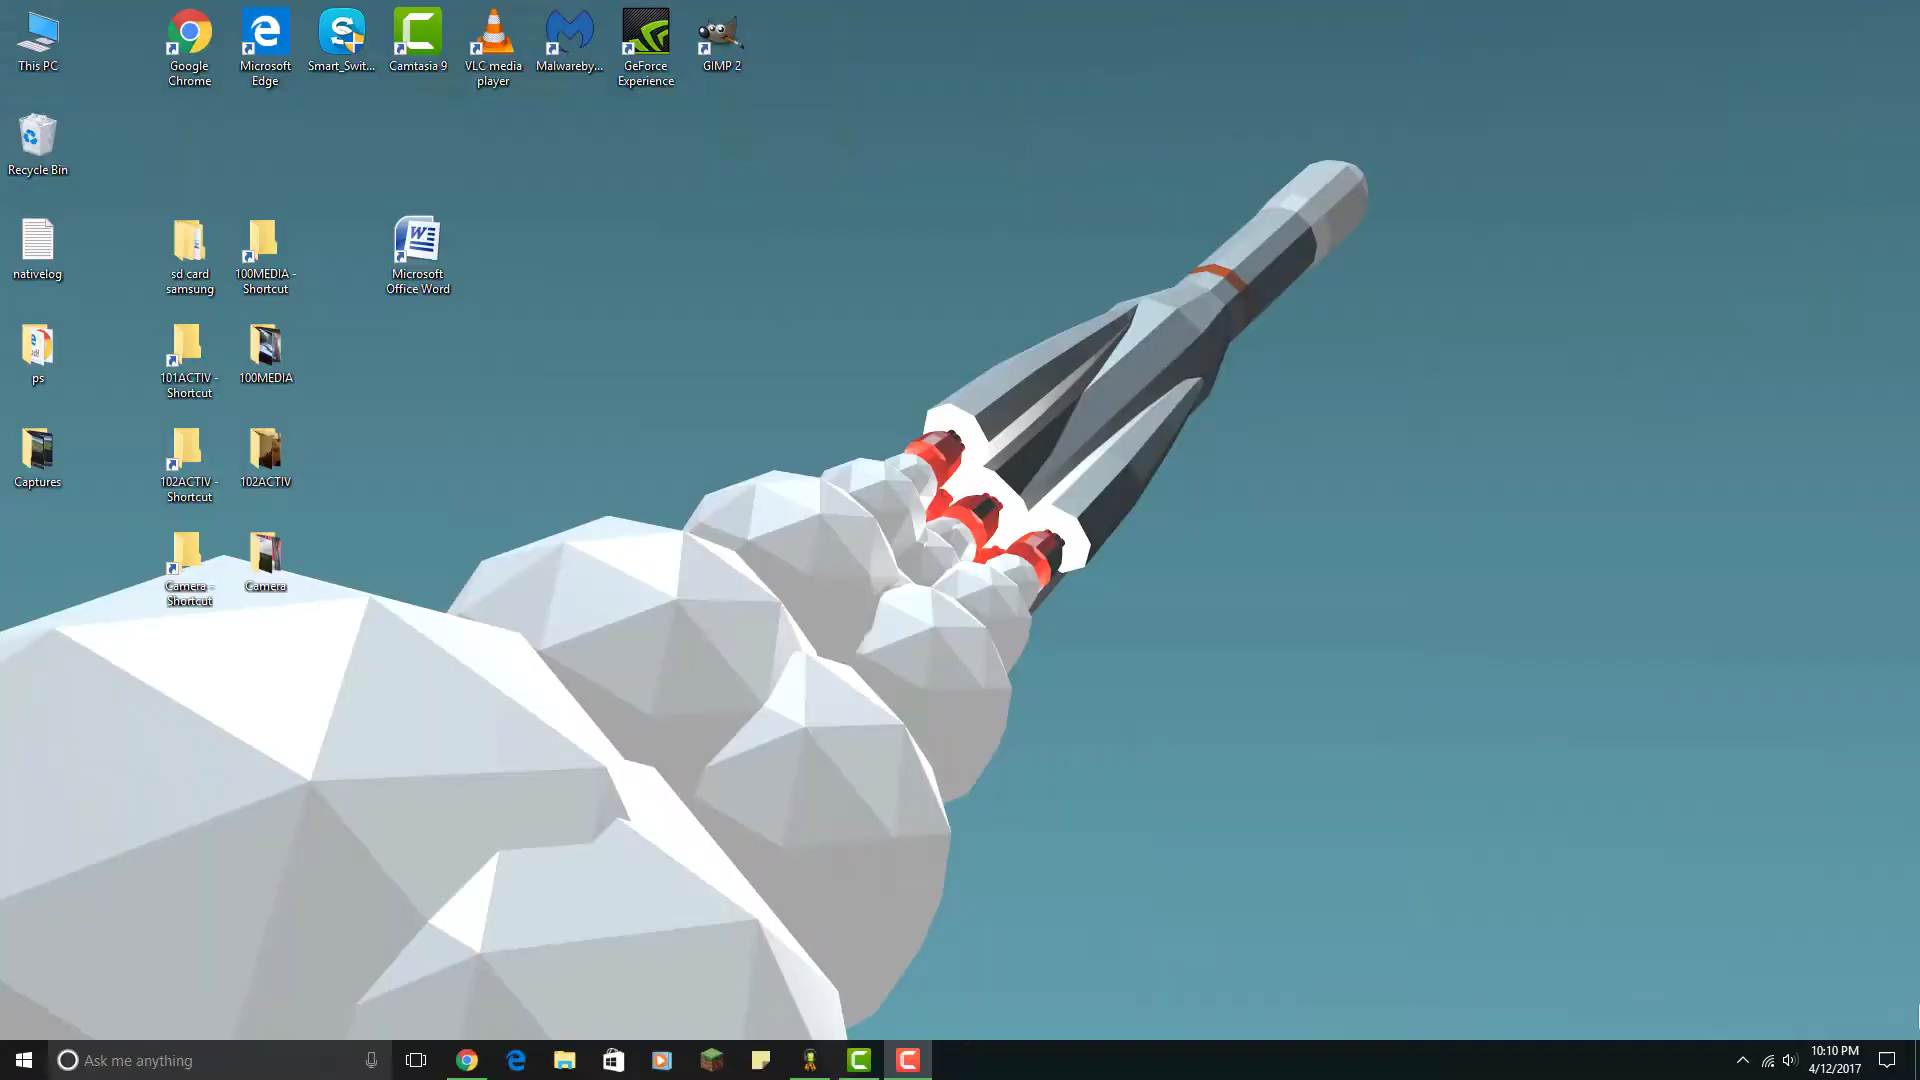 This PC
Google
Chrome
Microsoft
Edge
Smart_Swit...
Camtasia 9
VLC media
player
Malwareby...
GeForce
Experience
GIMP 2
Recycle Bin
nativelog
sd card
samsung
100MEDIA -
Shortcut
Microsoft
Office Word
ps
101ACTIV -
Shortcut
100MEDIA
Captures
102ACTIV -
Shortcut
102ACTIV
Camera -
Shortcut
Camera
Ask me anything
10:10 PM
4/12/2017